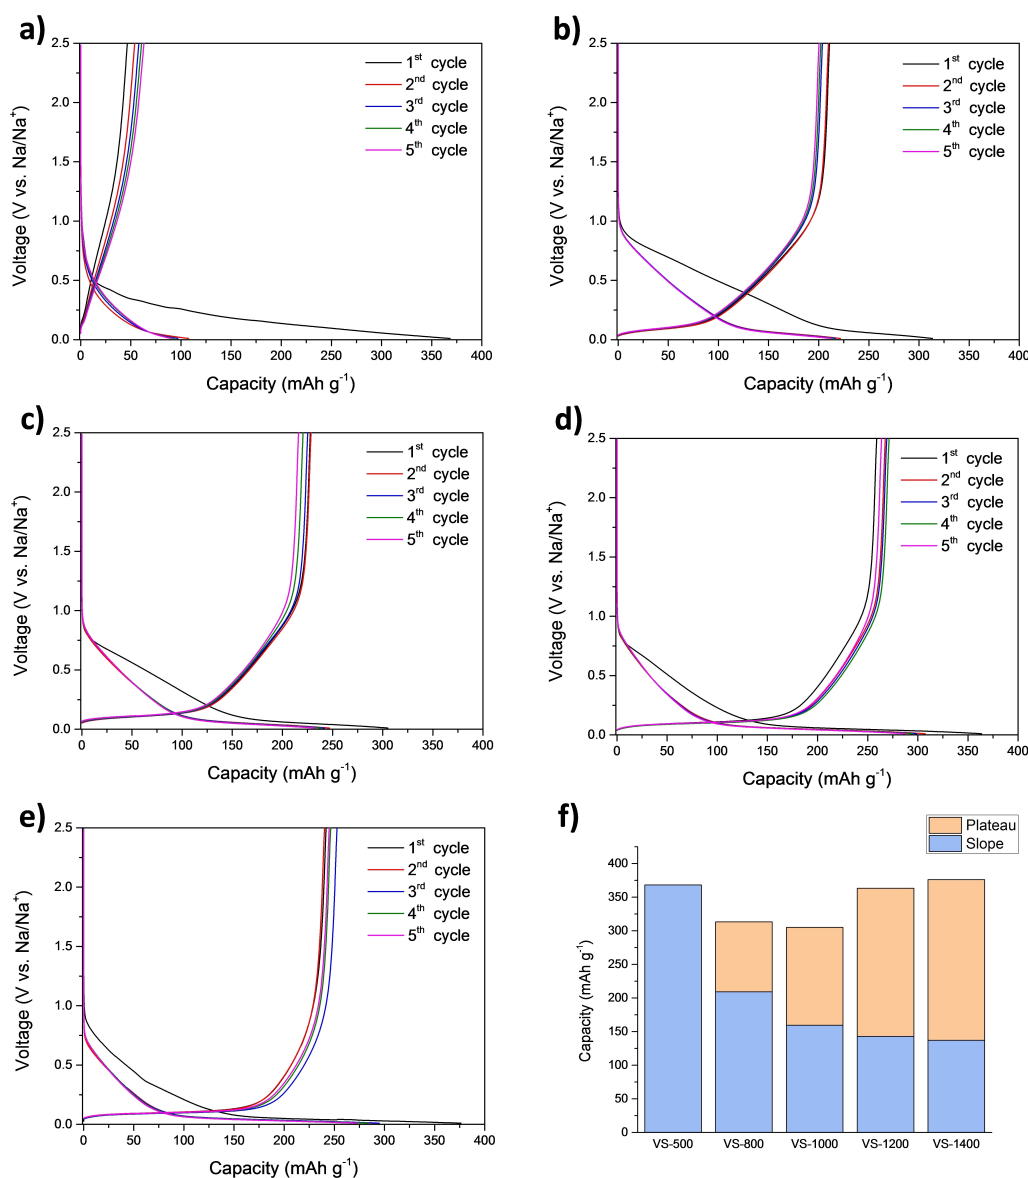 a)
2.5
2.0
1.5
1.0
0.5
0.0
Voltage (V vs. Na/Na⁺)
1ˢᵗ cycle
2ⁿᵈ cycle
3ʳᵈ cycle
4ᵗʰ cycle
5ᵗʰ cycle
0 50 100 150 200 250 300 350 400
Capacity (mAh g⁻¹)
b)
2.5
2.0
1.5
1.0
0.5
0.0
Voltage (V vs. Na/Na⁺)
1ˢᵗ cycle
2ⁿᵈ cycle
3ʳᵈ cycle
4ᵗʰ cycle
5ᵗʰ cycle
0 50 100 150 200 250 300 350 400
Capacity (mAh g⁻¹)
c)
2.5
2.0
1.5
1.0
0.5
0.0
Voltage (V vs. Na/Na⁺)
1ˢᵗ cycle
2ⁿᵈ cycle
3ʳᵈ cycle
4ᵗʰ cycle
5ᵗʰ cycle
0 50 100 150 200 250 300 350 400
Capacity (mAh g⁻¹)
d)
2.5
2.0
1.5
1.0
0.5
0.0
Voltage (V vs. Na/Na⁺)
1ˢᵗ cycle
2ⁿᵈ cycle
3ʳᵈ cycle
4ᵗʰ cycle
5ᵗʰ cycle
0 50 100 150 200 250 300 350 400
Capacity (mAh g⁻¹)
e)
2.5
2.0
1.5
1.0
0.5
0.0
Voltage (V vs. Na/Na⁺)
1ˢᵗ cycle
2ⁿᵈ cycle
3ʳᵈ cycle
4ᵗʰ cycle
5ᵗʰ cycle
0 50 100 150 200 250 300 350 400
Capacity (mAh g⁻¹)
f)
Plateau
Slope
400
350
300
250
200
150
100
50
0
Capacity (mAh g⁻¹)
VS-500 VS-800 VS-1000 VS-1200 VS-1400